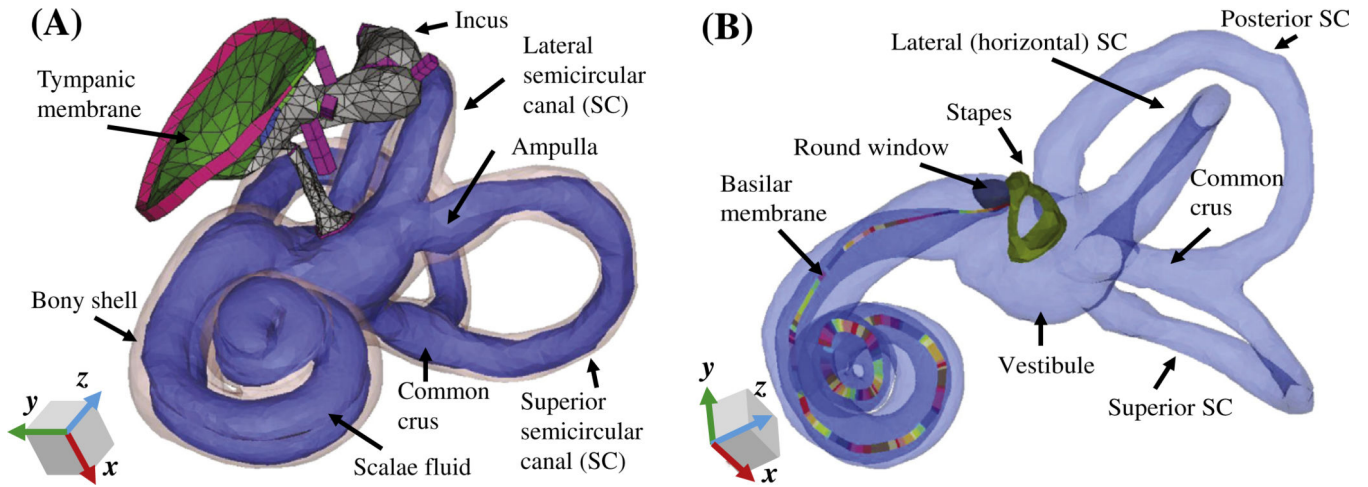 (A)
Incus
Lateral
semicircular
canal (SC)
Tympanic
membrane
Ampulla
Bony shell
Common
crus
Superior
semicircular
canal (SC)
Scalae fluid
y
z
x
(B)
Posterior SC
Lateral (horizontal) SC
Stapes
Round window
Basilar
membrane
Common
crus
Vestibule
Superior SC
y
z
x